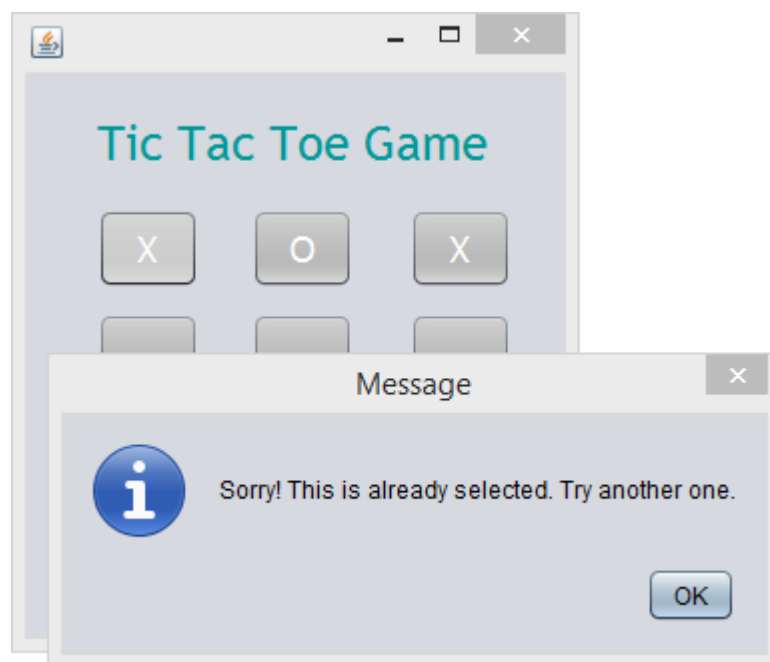 Tic Tac Toe Game
X O X
Message
Sorry! This is already selected. Try another one.
OK